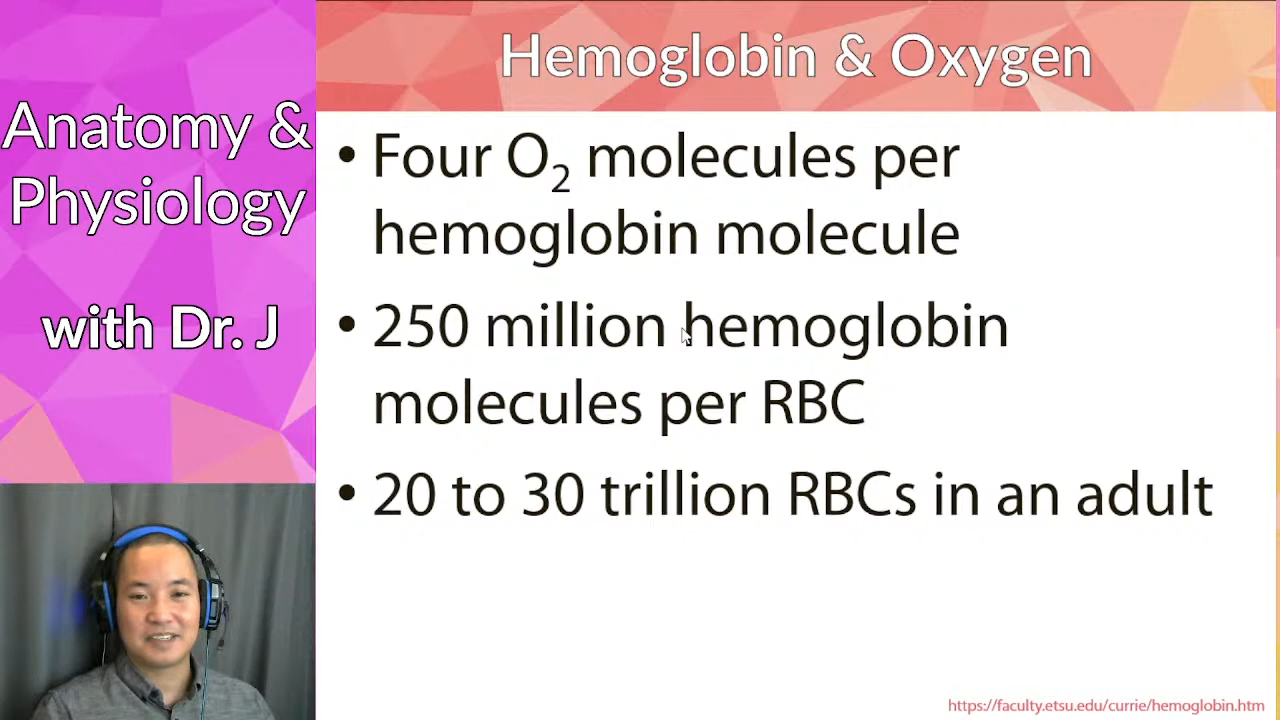 Anatomy &
Physiology
with Dr. J
Hemoglobin & Oxygen
• Four O₂ molecules per
hemoglobin molecule
• 250 million hemoglobin
molecules per RBC
• 20 to 30 trillion RBCs in an adult
https://faculty.etsu.edu/currie/hemoglobin.htm